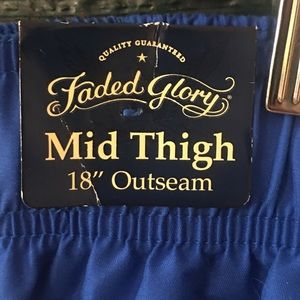 QUALITY GUARANTEED
Faded Glory®
Mid Thigh
18" Outseam